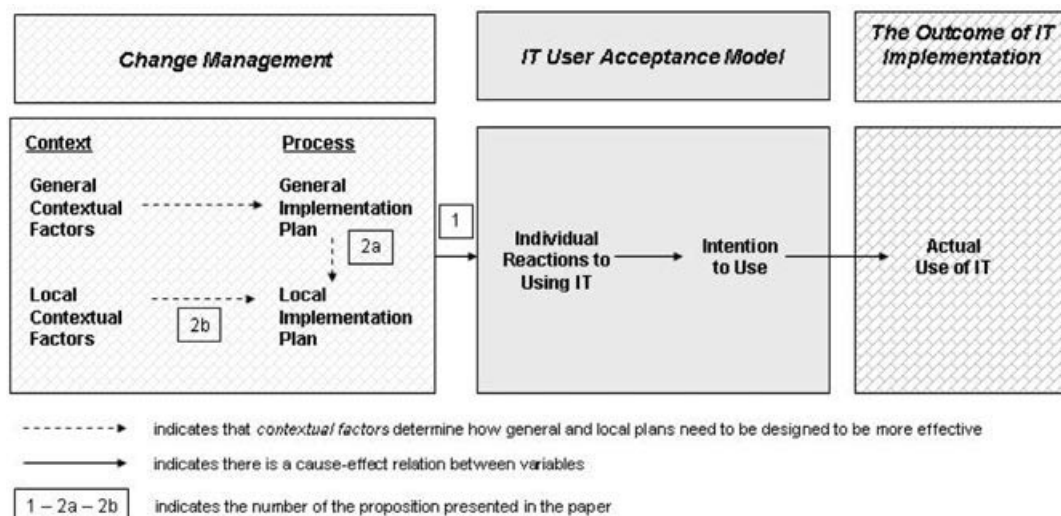 Change Management
IT User Acceptance Model
The Outcome of IT
Implementation
Context
Process
General
Contextual
Factors
General
Implementation
Plan
2a
Local
Contextual
Factors
2b
Local
Implementation
Plan
1
Individual
Reactions to
Using IT
Intention
to Use
Actual
Use of IT
indicates that contextual factors determine how general and local plans need to be designed to be more effective
indicates there is a cause-effect relation between variables
1 – 2a – 2b
indicates the number of the proposition presented in the paper